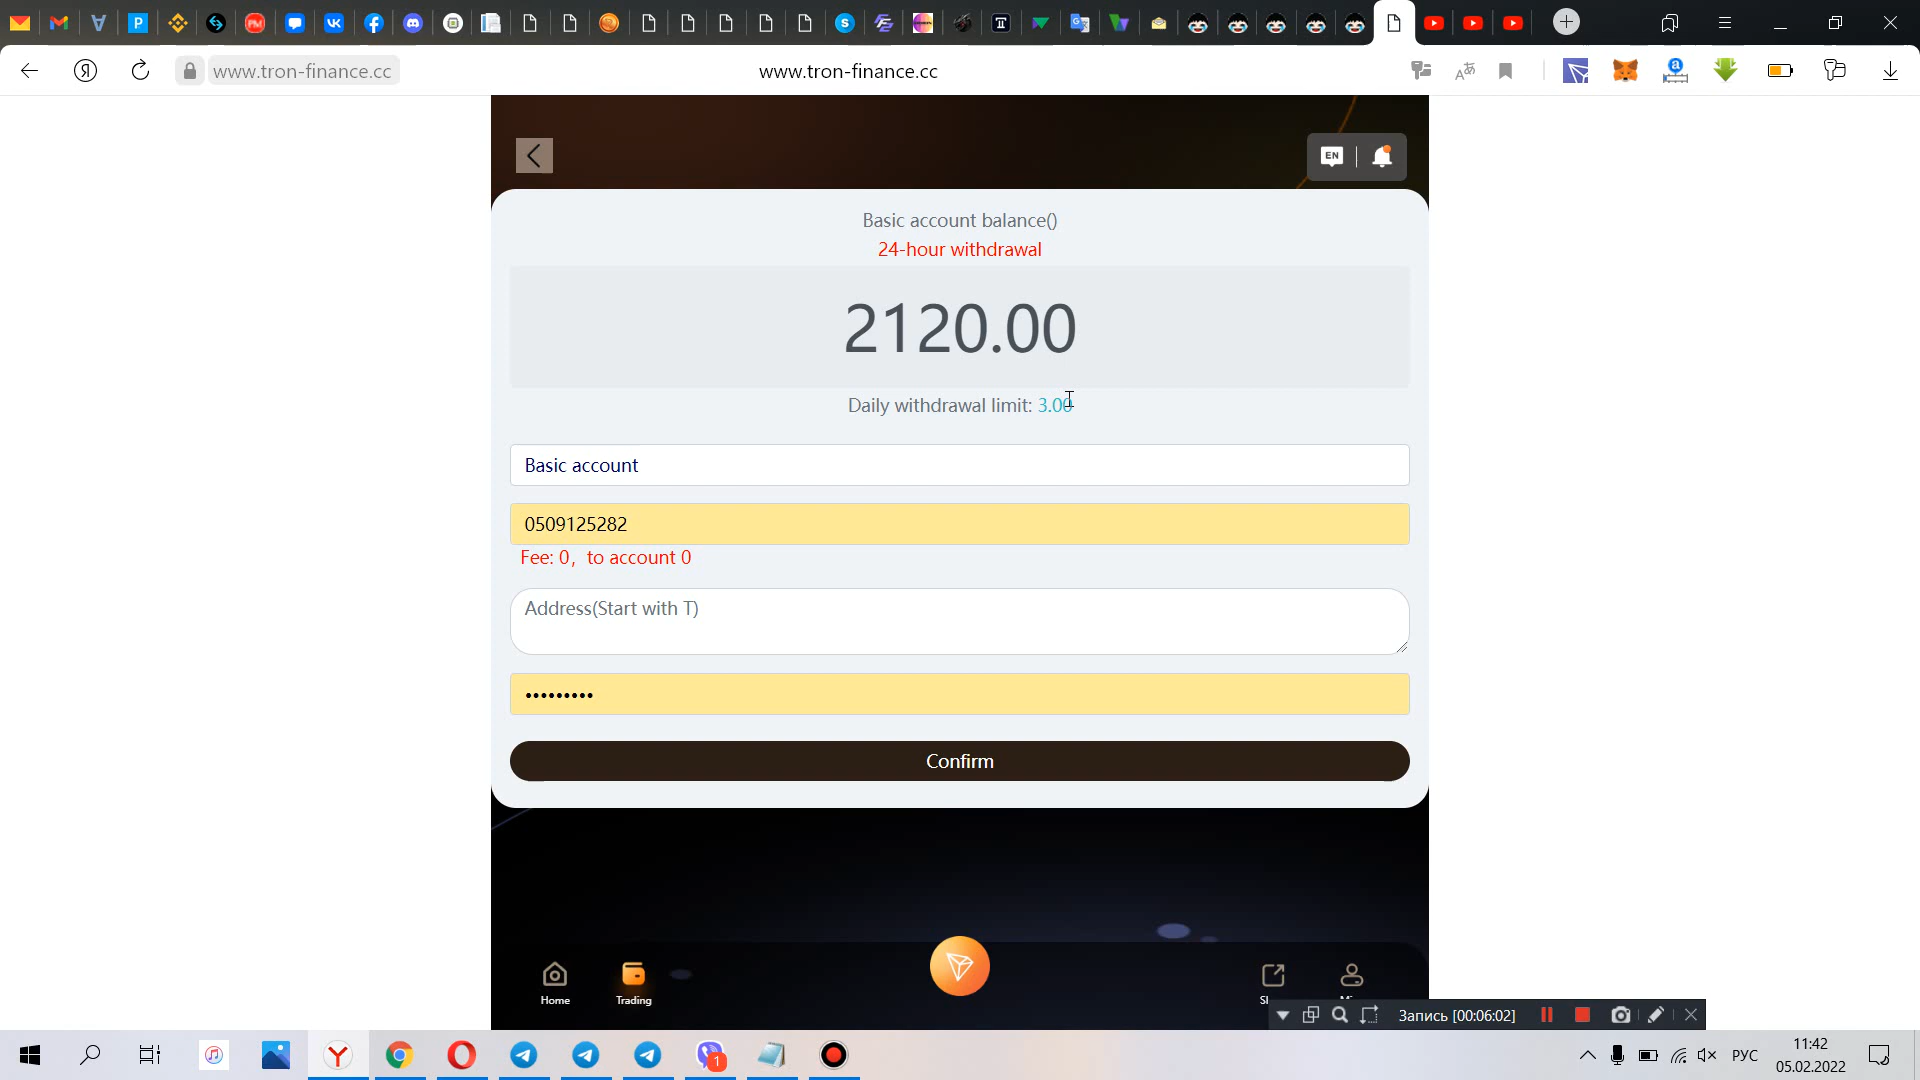 www.tron-finance.cc
www.tron-finance.cc
EN
Basic account balance()
24-hour withdrawal
2120.00
Daily withdrawal limit: 3.00
Basic account
0509125282
Fee: 0, to account 0
Address(Start with T)
•••••••••
Confirm
Home
Trading
Запись [00:06:02]
1
РУС
11:42
05.02.2022